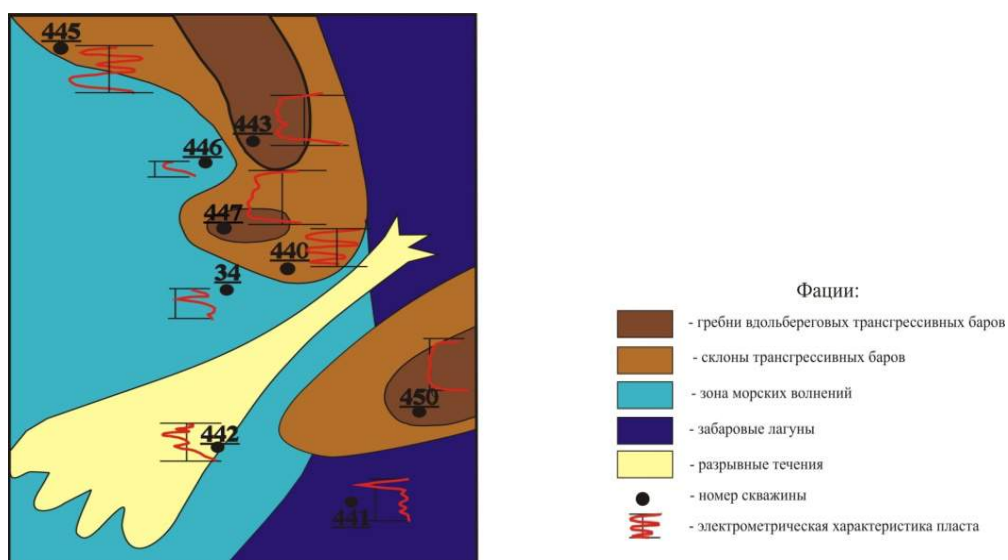 445
443
446
447
440
34
450
442
441
Фации:
- гребни вдольбереговых трансгрессивных баров
- склоны трансгрессивных баров
- зона морских волнений
- забаровые лагуны
- разрывные течения
- номер скважины
- электрометрическая характеристика пласта